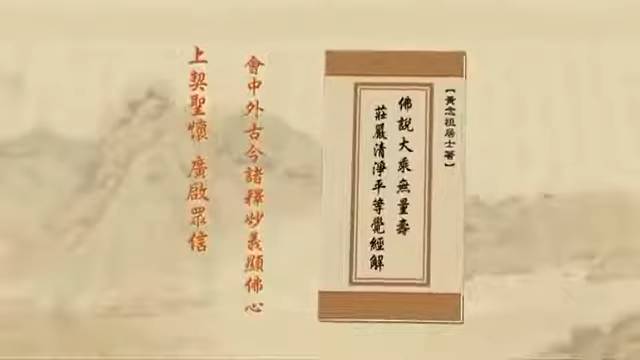 【黃念祖居士著】
佛說大乘無量壽
莊嚴清淨平等覺經解
會中外古今諸釋妙義顯佛心
上契聖懷 廣啟眾信